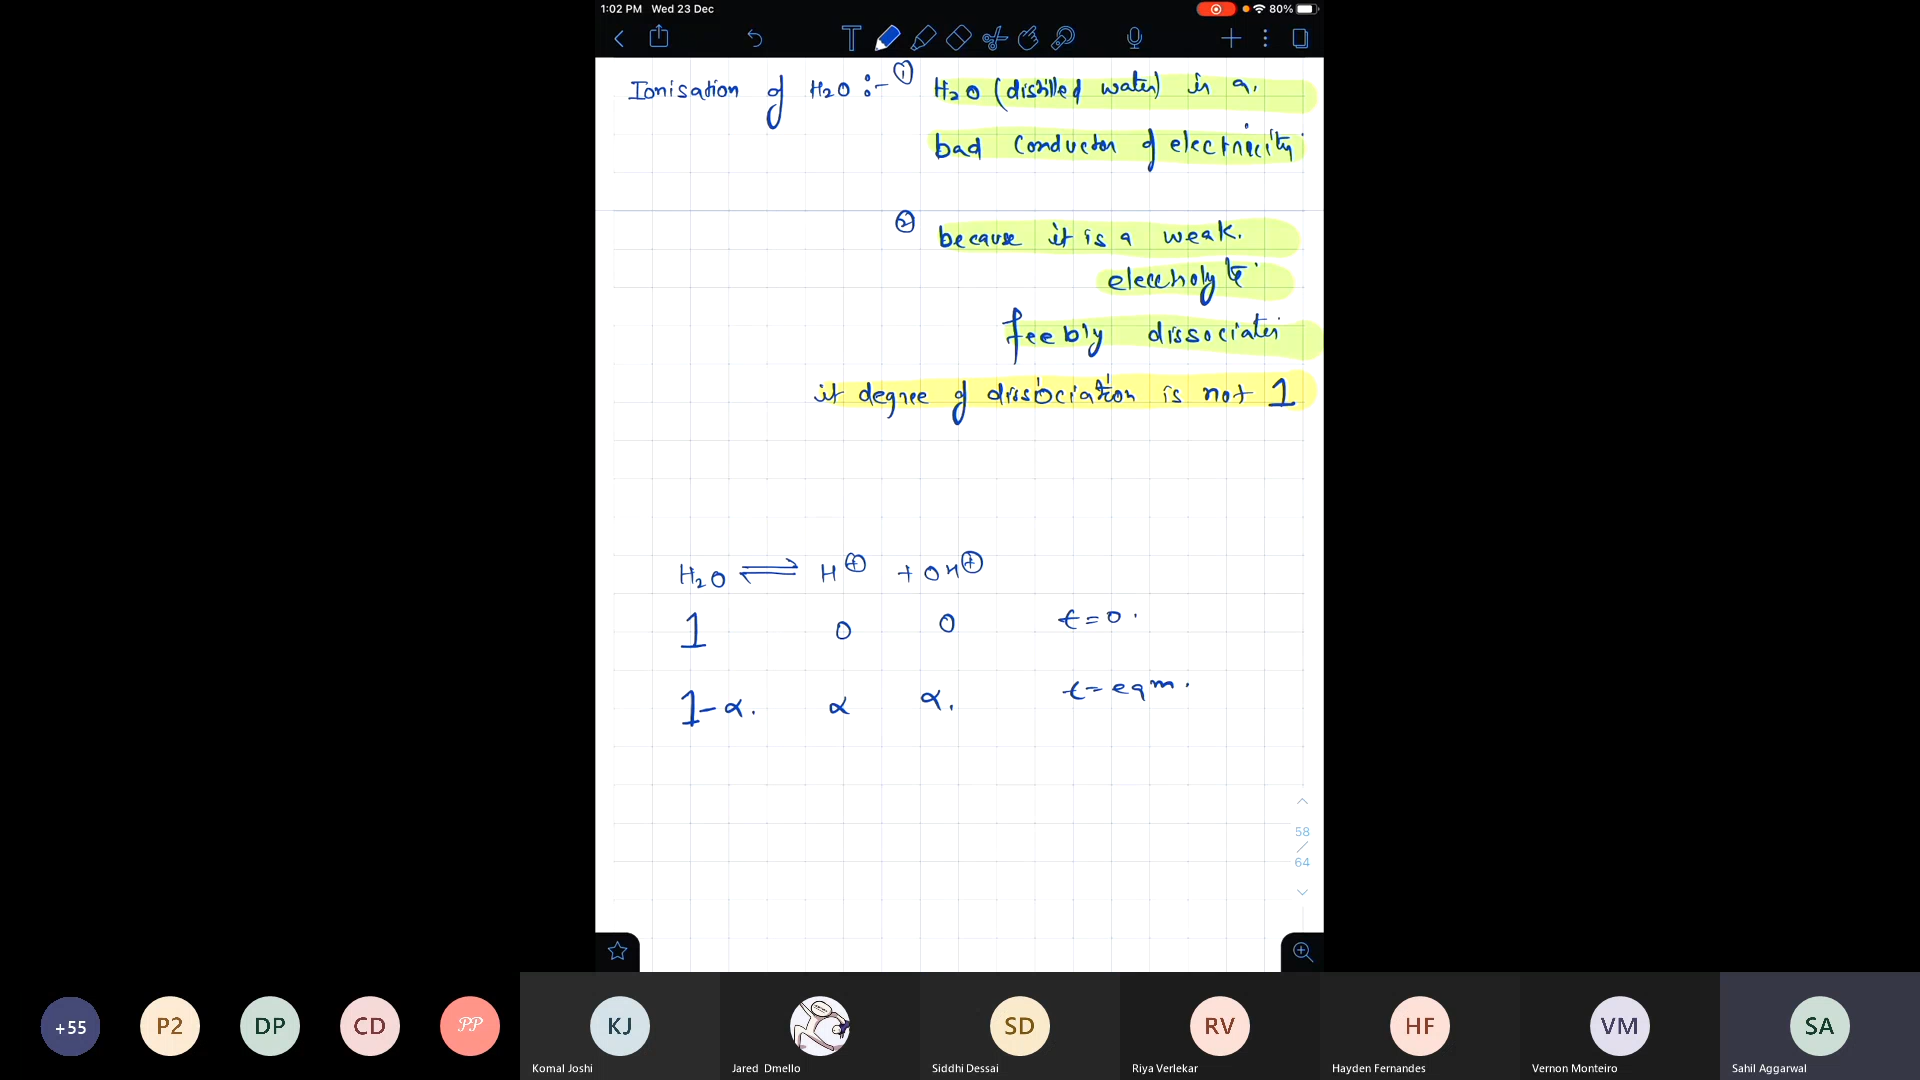 1:02 PM Wed 23 Dec
80%
Ionisation of H2O :- ① H2O (distilled water) is a.
bad conductor of electricity
② because it is a weak.
electrolyte
feebly dissociates
it degree of dissociation is not 1
H₂O ⇌ H⊕ + OH⊕
1 0 0 t=0.
1-α. α α. t=eqm.
58
/
64
+55 P2 DP CD PP KJ SD RV HF VM SA
Komal Joshi Jared Dmello Siddhi Dessai Riya Verlekar Hayden Fernandes Vernon Monteiro Sahil Aggarwal